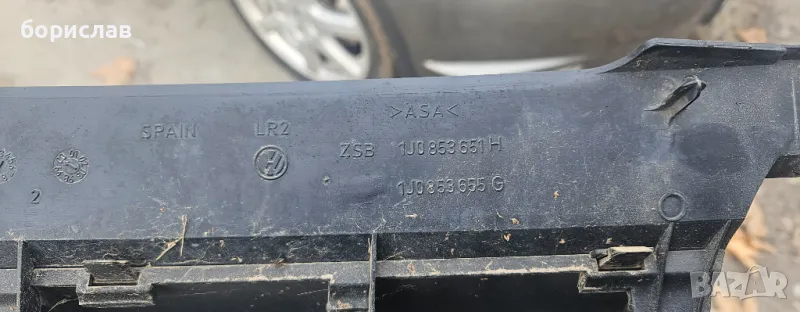 борислав
>ASA<
SPAIN LR2
ZSB 1J0 853 651 H
1J0 853 655 G
2
BAZAR